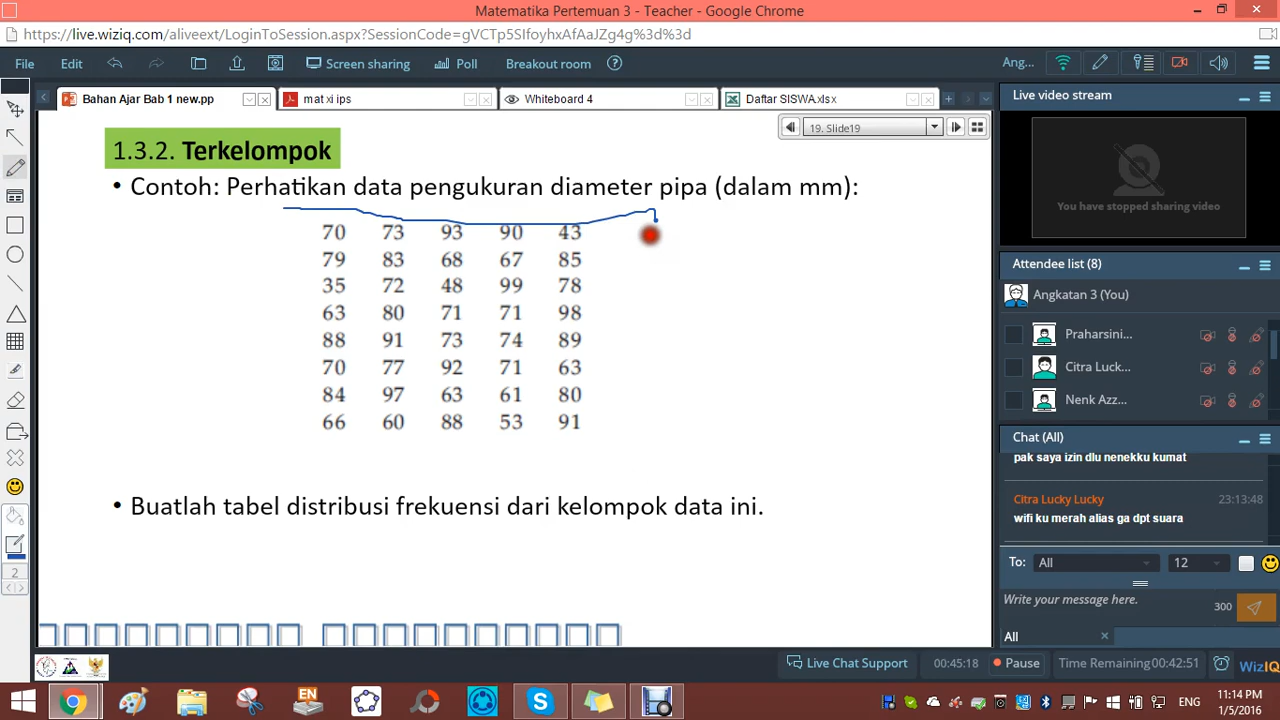 Matematika Pertemuan 3 - Teacher - Google Chrome
https://live.wiziq.com/aliveext/LoginToSession.aspx?SessionCode=gVCTp5SIfoyhxAfAaJZg4g%3d%3d
File Edit Screen sharing Poll Breakout room ? Ang...
Bahan Ajar Bab 1 new.pp mat xi ips Whiteboard 4 Daftar SISWA.xlsx
19. Slide19
1.3.2. Terkelompok
• Contoh: Perhatikan data pengukuran diameter pipa (dalam mm):
70 73 93 90 43
79 83 68 67 85
35 72 48 99 78
63 80 71 71 98
88 91 73 74 89
70 77 92 71 63
84 97 63 61 80
66 60 88 53 91
• Buatlah tabel distribusi frekuensi dari kelompok data ini.
2
Live video stream
You have stopped sharing video
Attendee list (8)
Angkatan 3 (You)
Praharsini...
Citra Luck...
Nenk Azz...
Chat (All)
pak saya izin dlu nenekku kumat
Citra Lucky Lucky 23:13:48
wifi ku merah alias ga dpt suara
To: All 12
Write your message here. 300
All
Live Chat Support 00:45:18 Pause Time Remaining 00:42:51 WizIQ
EN
ENG
11:14 PM
1/5/2016